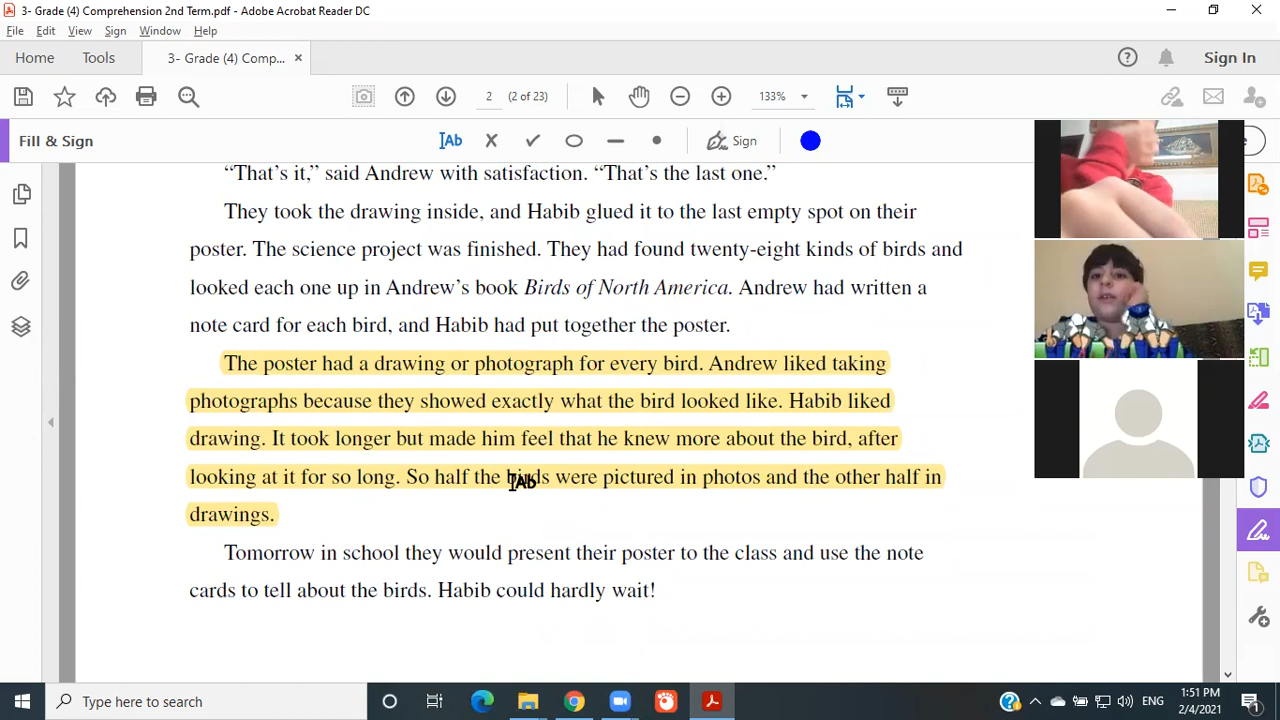 3- Grade (4) Comprehension 2nd Term.pdf - Adobe Acrobat Reader DC
File Edit View Sign Window Help
Home Tools 3- Grade (4) Comp... × Sign In
2 (2 of 23) 133%
Fill & Sign Ab Sign
“That’s it,” said Andrew with satisfaction. “That’s the last one.”
They took the drawing inside, and Habib glued it to the last empty spot on their
poster. The science project was finished. They had found twenty-eight kinds of birds and
looked each one up in Andrew’s book Birds of North America. Andrew had written a
note card for each bird, and Habib had put together the poster.
The poster had a drawing or photograph for every bird. Andrew liked taking
photographs because they showed exactly what the bird looked like. Habib liked
drawing. It took longer but made him feel that he knew more about the bird, after
looking at it for so long. So half the birds were pictured in photos and the other half in
drawings.
Tomorrow in school they would present their poster to the class and use the note
cards to tell about the birds. Habib could hardly wait!
Type here to search
ENG
1:51 PM
2/4/2021